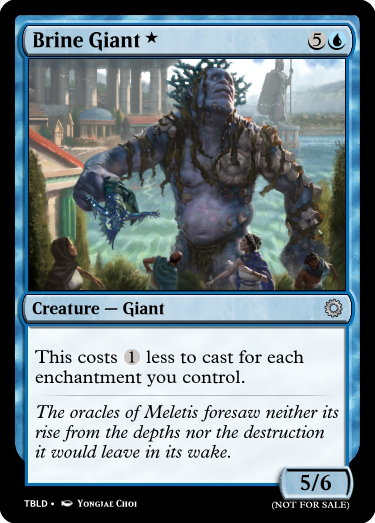 Brine Giant ★ 5
Creature — Giant
This costs 1 less to cast for each
enchantment you control.
The oracles of Meletis foresaw neither its
rise from the depths nor the destruction
it would leave in its wake.
5/6
TBLD • Yongjae Choi (NOT FOR SALE)